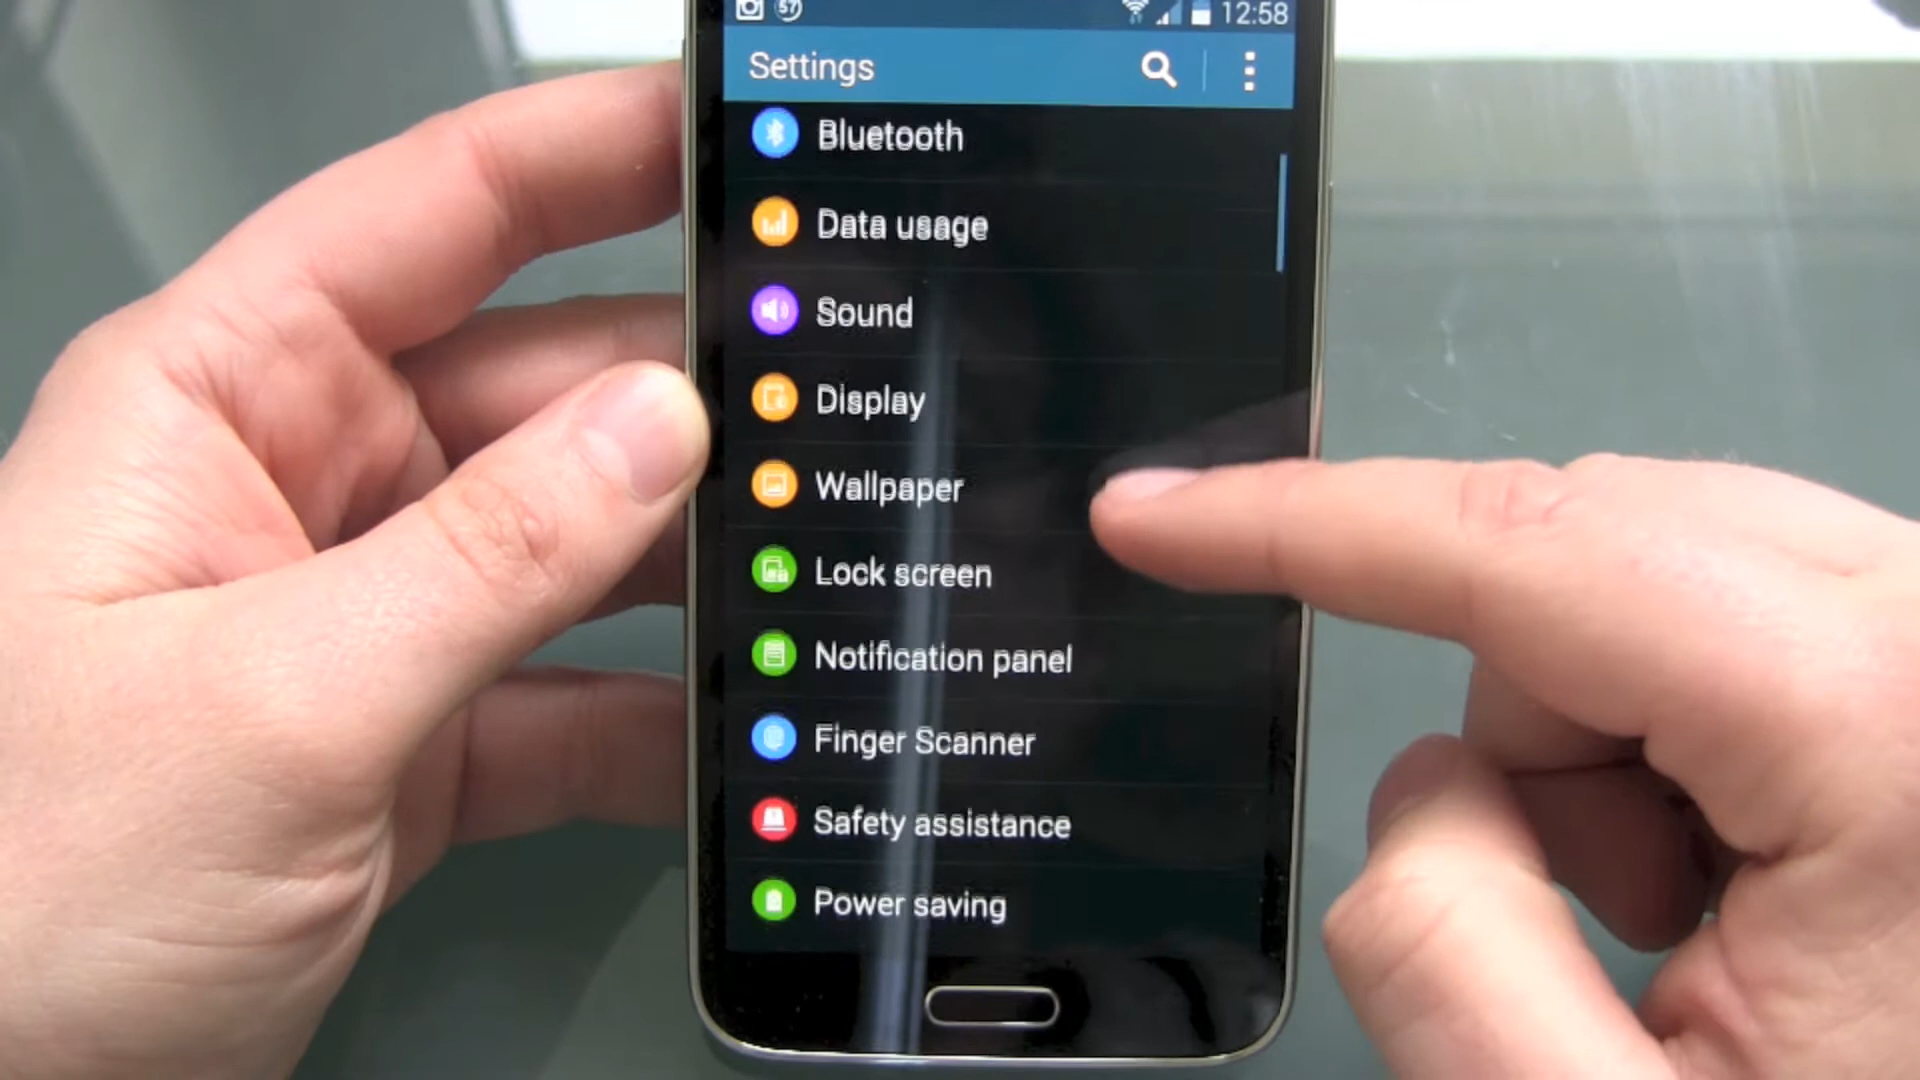 57 12:58
Settings
Bluetooth
Data usage
Sound
Display
Wallpaper
Lock screen
Notification panel
Finger Scanner
Safety assistance
Power saving